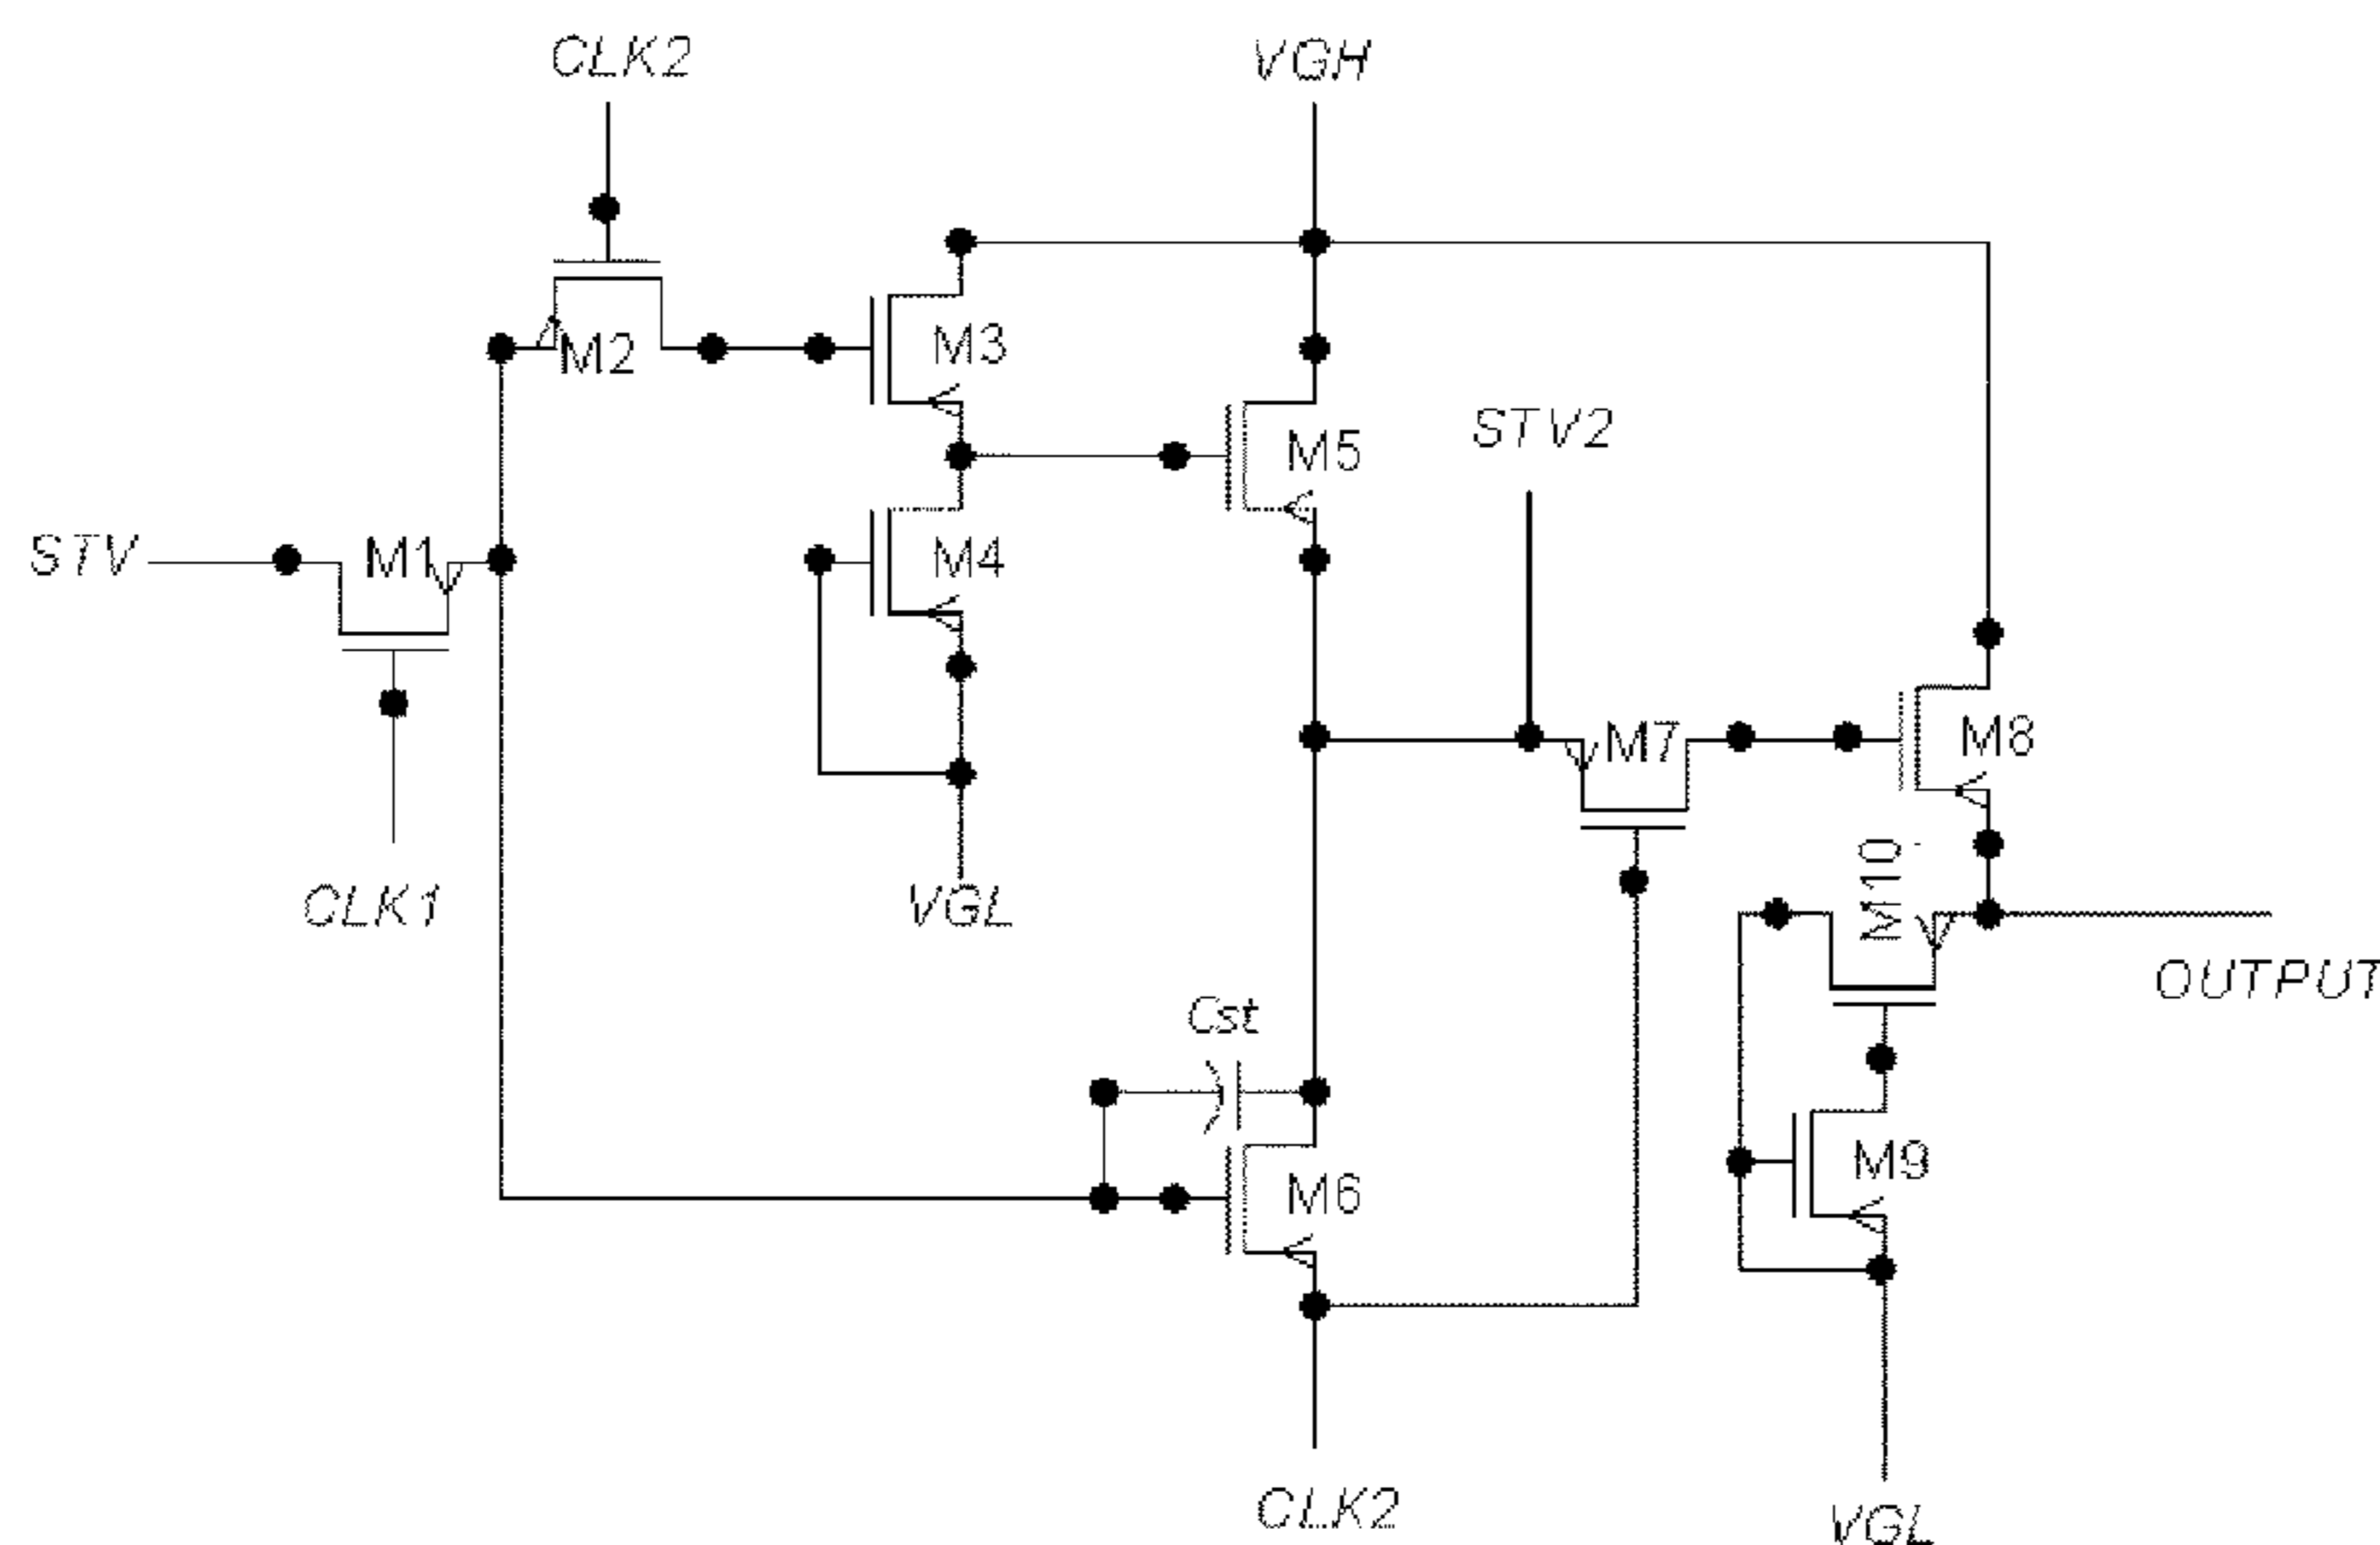 CLK2
VGH
M2
M3
M5
STV2
STV
M1
M4
M7
M8
CLK1
VGL
M10
OUTPUT
Cst
M9
M6
CLK2
VGL